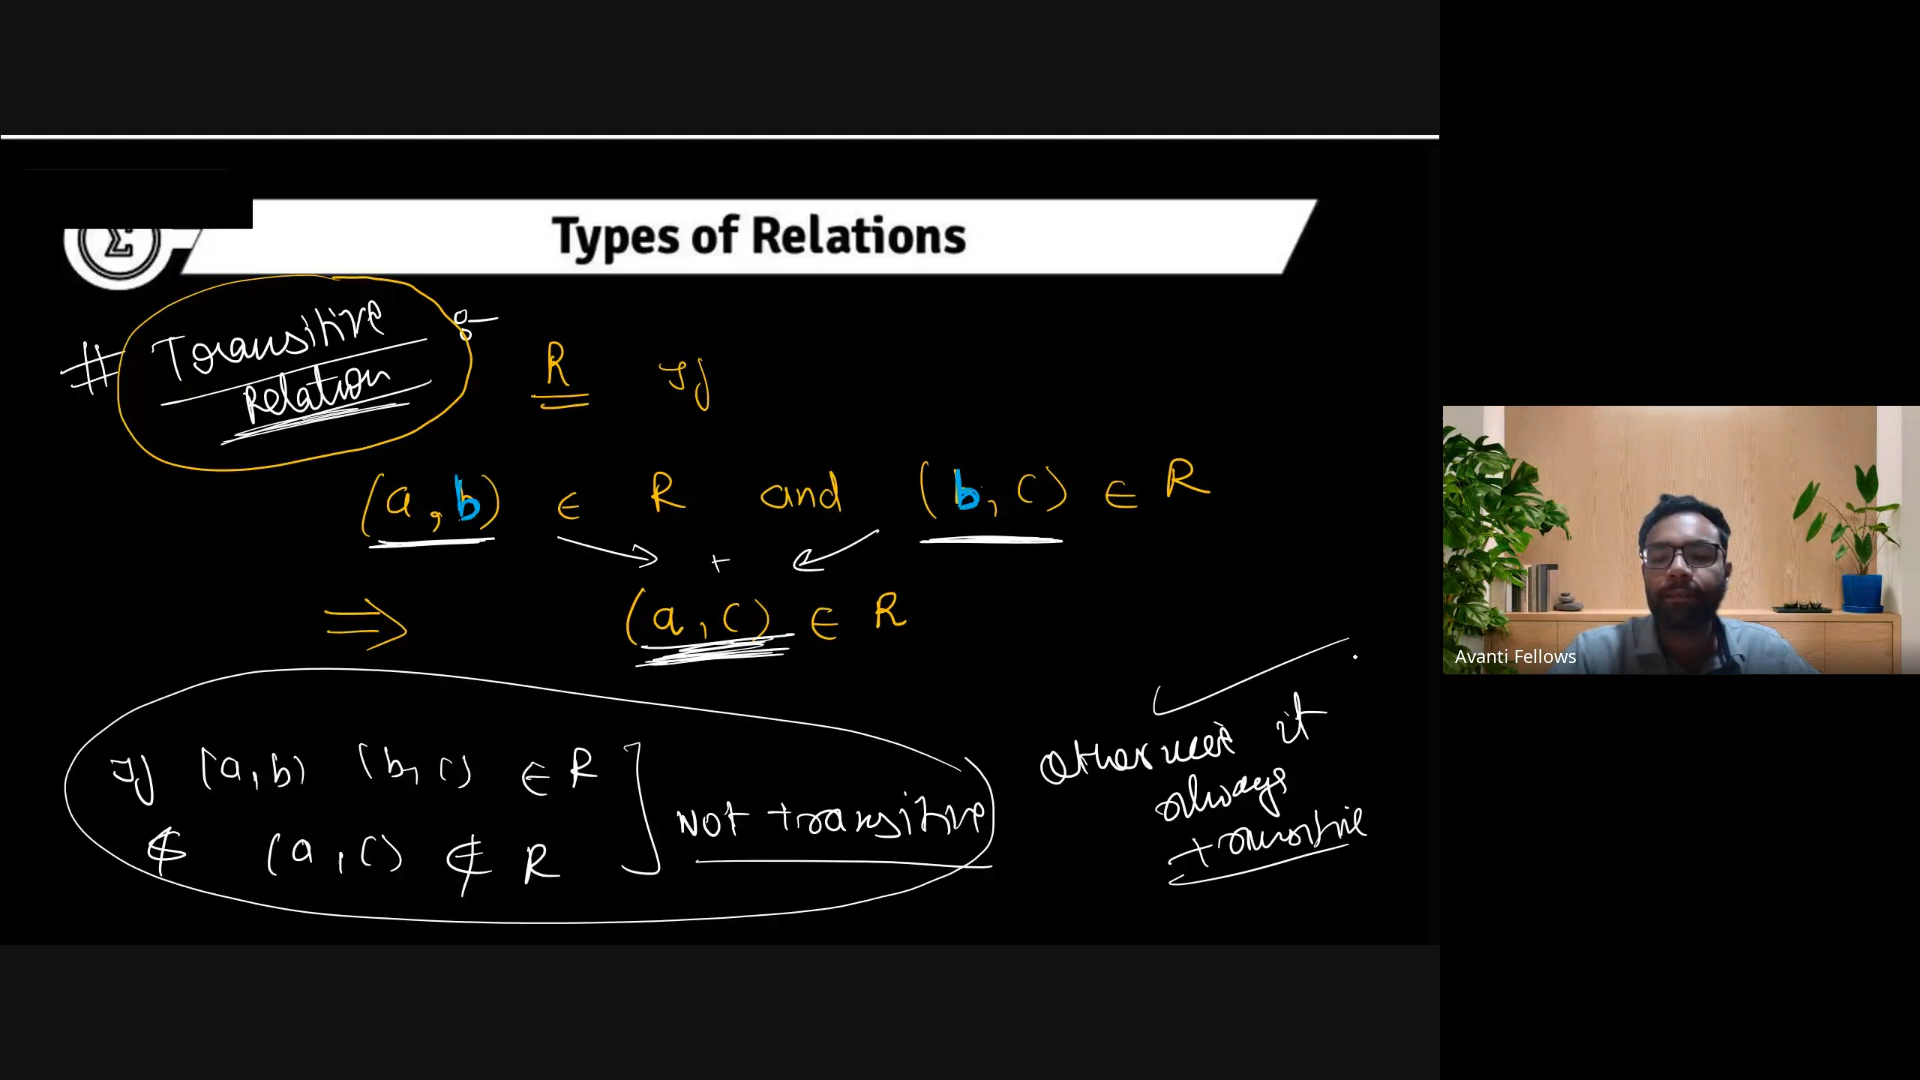 Types of Relations
# Transitive Relation :-
R If
(a, b) ∈ R and (b, c) ∈ R
+
⇒ (a, c) ∈ R
If (a, b) (b, c) ∈ R
(a, c) ∉ R
Not transitive
otherwise it
always
transitive
Avanti Fellows